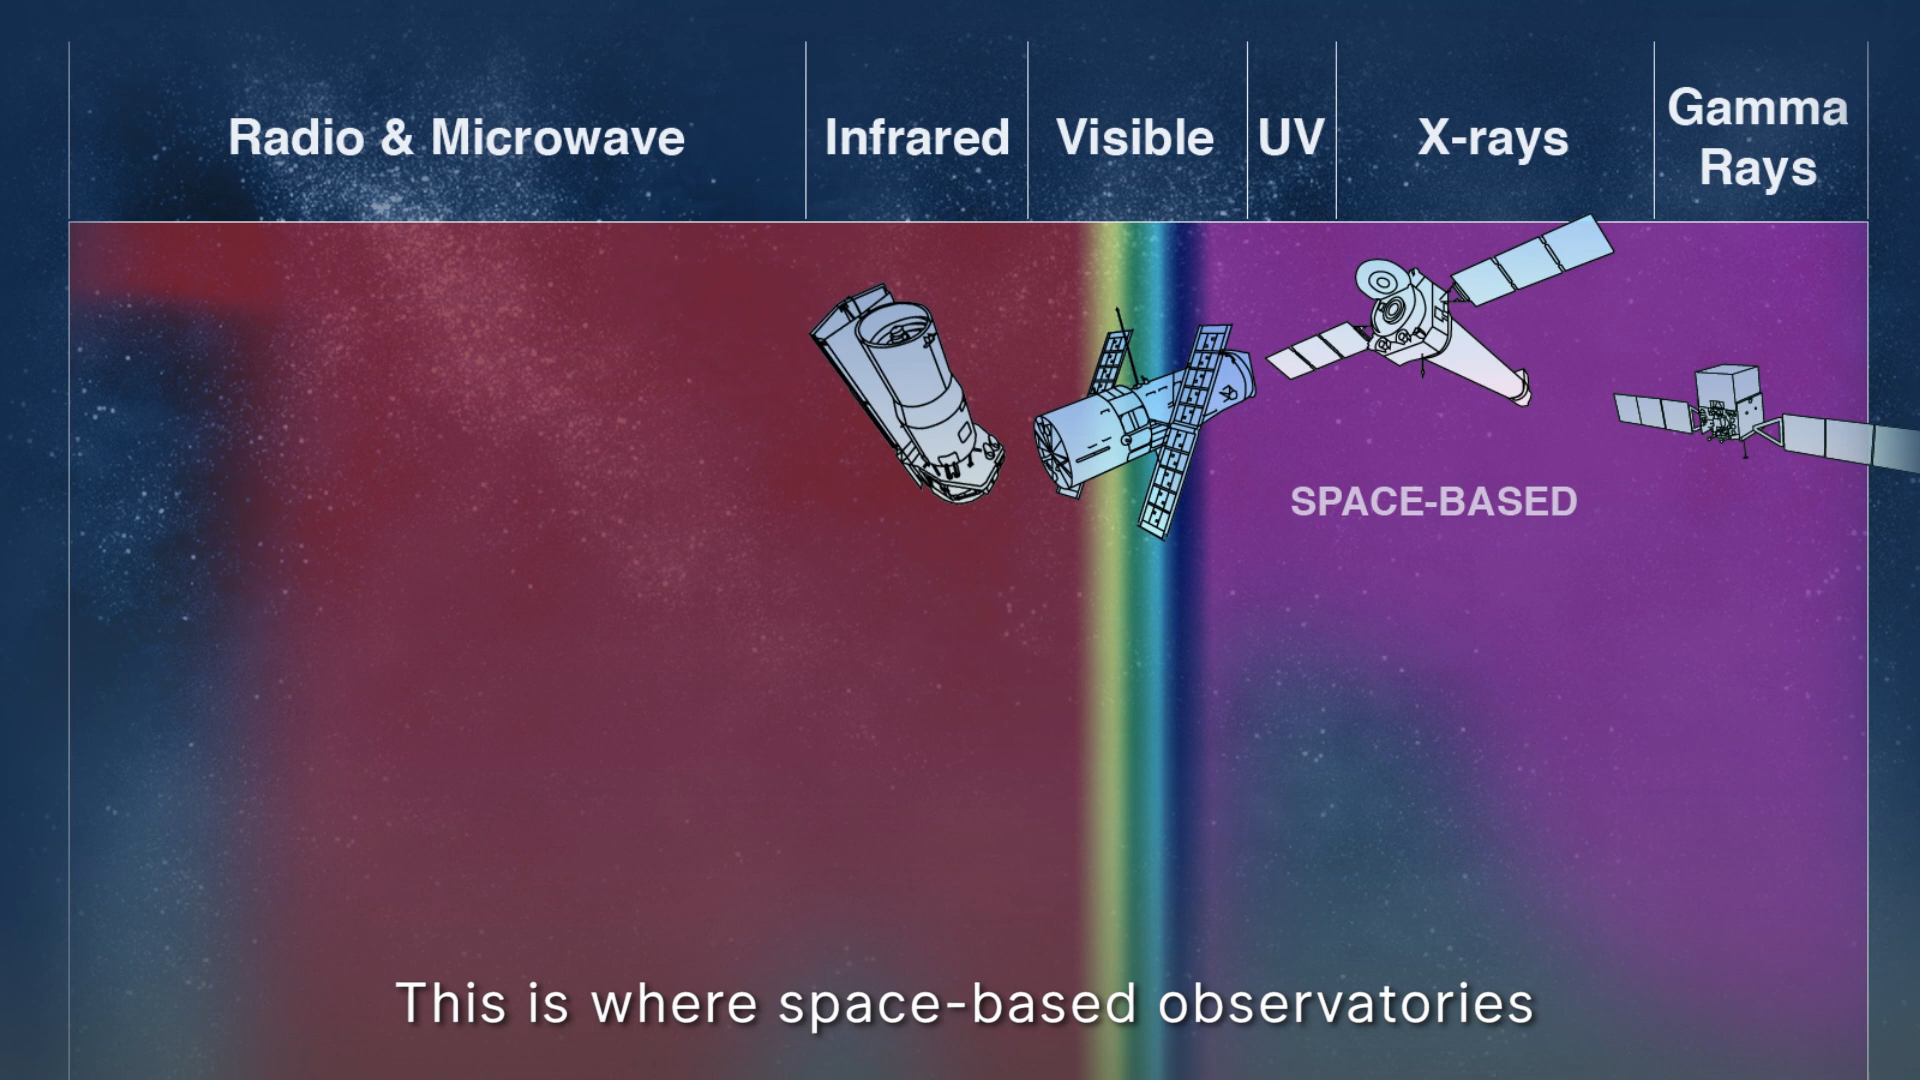 Radio & Microwave
Infrared
Visible
UV
X-rays
Gamma
Rays
SPACE-BASED
This is where space-based observatories